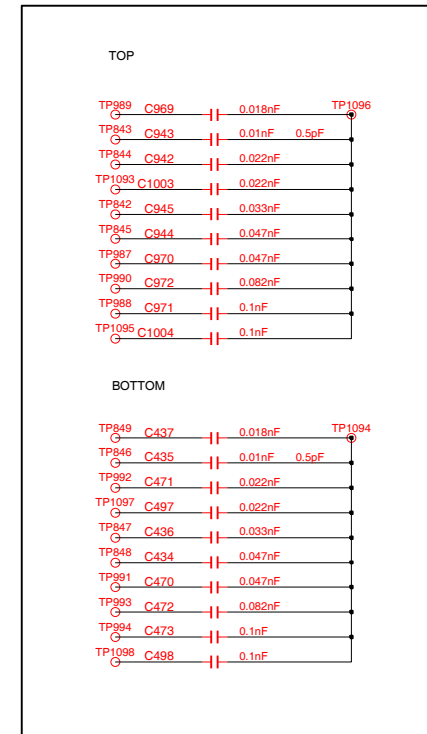 TOP
TP989 C969 0.018nF TP1096
TP843 C943 0.01nF 0.5pF
TP844 C942 0.022nF
TP1093 C1003 0.022nF
TP842 C945 0.033nF
TP845 C944 0.047nF
TP987 C970 0.047nF
TP990 C972 0.082nF
TP988 C971 0.1nF
TP1095 C1004 0.1nF
BOTTOM
TP849 C437 0.018nF TP1094
TP846 C435 0.01nF 0.5pF
TP992 C471 0.022nF
TP1097 C497 0.022nF
TP847 C436 0.033nF
TP848 C434 0.047nF
TP991 C470 0.047nF
TP993 C472 0.082nF
TP994 C473 0.1nF
TP1098 C498 0.1nF